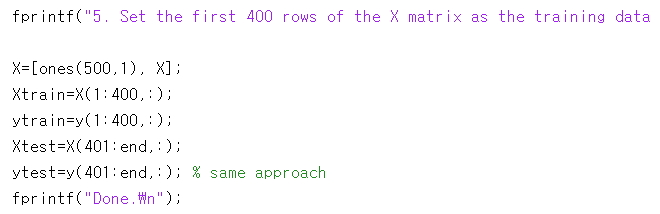 fprintf("5. Set the first 400 rows of the X matrix as the training data
X=[ones(500,1), X];
Xtrain=X(1:400,:);
ytrain=y(1:400,:);
Xtest=X(401:end,:);
ytest=y(401:end,:); % same approach
fprintf("Done.₩n");